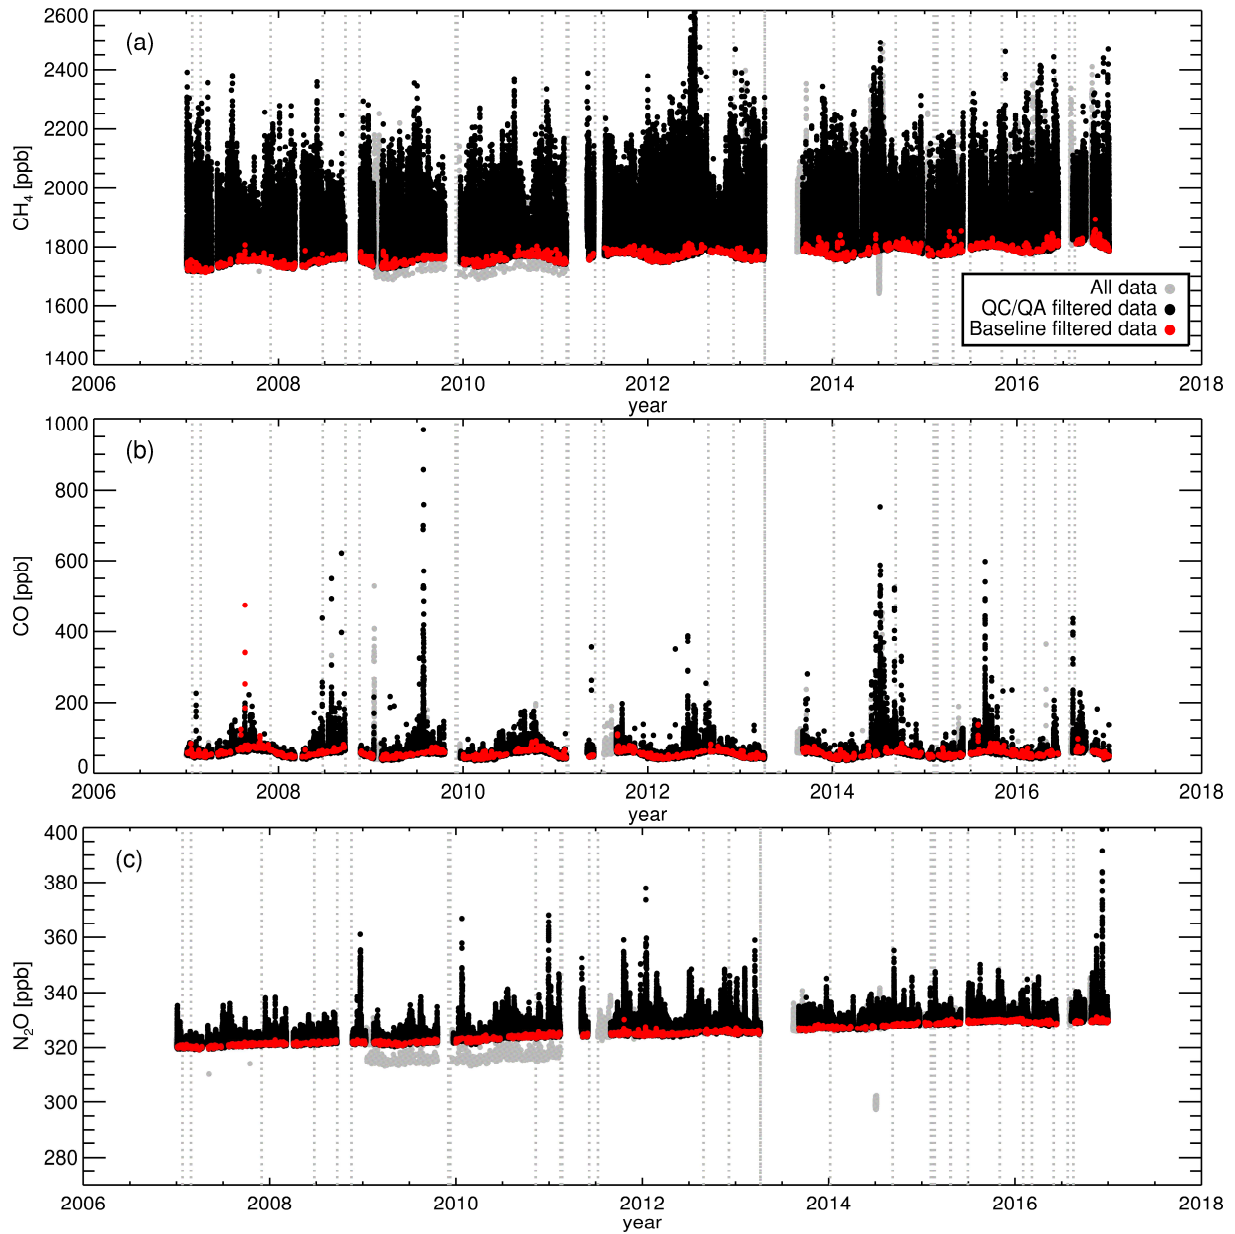 2600
(a)
2400
2200
2000
1800
1600
1400
CH4 [ppb]
All data
QC/QA filtered data
Baseline filtered data
2006 2008 2010 2012 2014 2016 2018
year
1000
(b)
800
600
400
200
0
CO [ppb]
2006 2008 2010 2012 2014 2016 2018
year
400
(c)
380
360
340
320
300
280
N2O [ppb]
2006 2008 2010 2012 2014 2016 2018
year